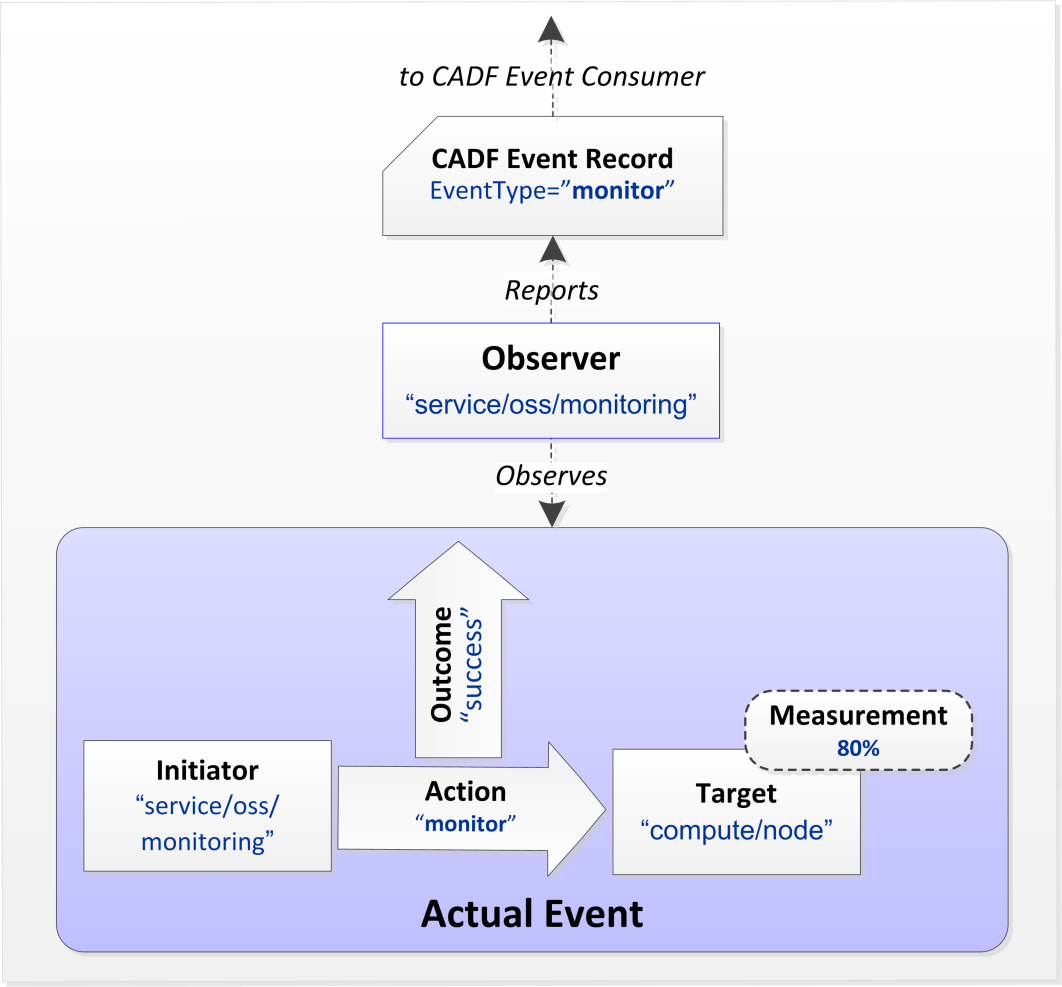 to CADF Event Consumer
CADF Event Record
EventType=”monitor”
Reports
Observer
“service/oss/monitoring”
Observes
Outcome
“success”
Measurement
80%
Initiator
“service/oss/
monitoring”
Action
“monitor”
Target
“compute/node”
Actual Event